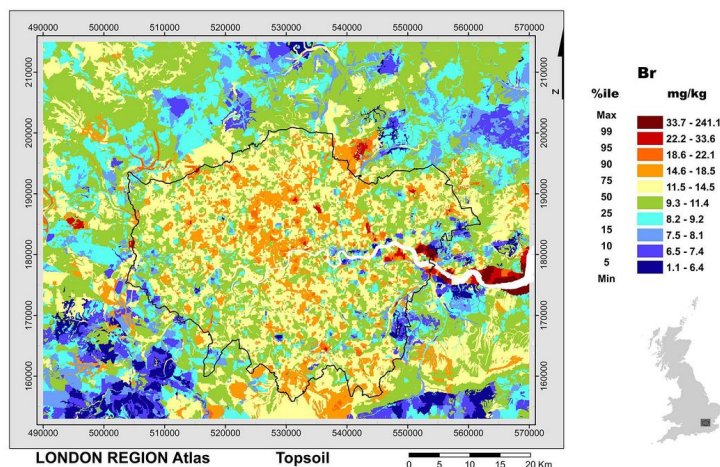 490000 500000 510000 520000 530000 540000 550000 560000 570000
210000
200000
190000
180000
170000
160000
210000
200000
190000
180000
170000
160000
N
490000 500000 510000 520000 530000 540000 550000 560000 570000
LONDON REGION Atlas Topsoil 0 5 10 20 Km
Br
%ile mg/kg
Max
33.7 - 241.1
99
22.2 - 33.6
95
18.6 - 22.1
90
14.6 - 18.5
75
11.5 - 14.5
50
9.3 - 11.4
25
8.2 - 9.2
15
7.5 - 8.1
10
6.5 - 7.4
5
1.1 - 6.4
Min